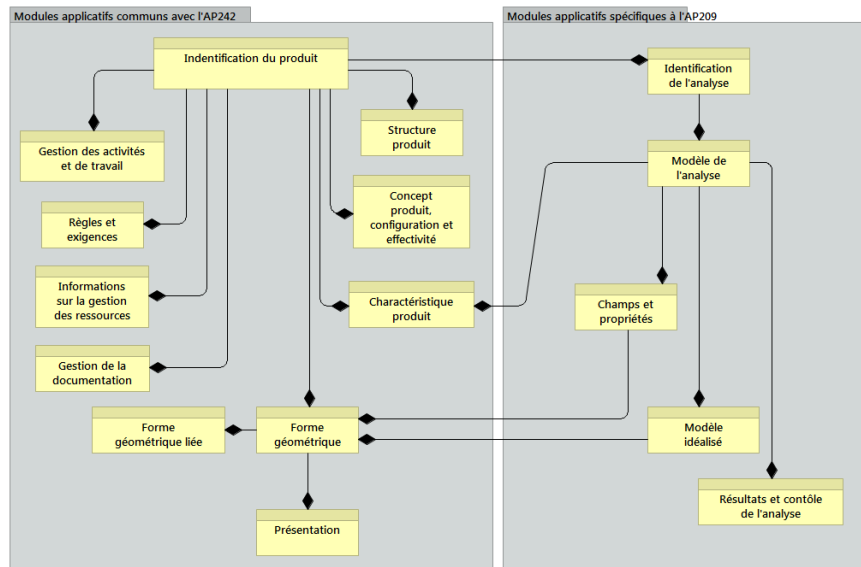 Modules applicatifs communs avec l'AP242
Indentification du produit
Gestion des activités
et de travail
Structure
produit
Règles et
exigences
Concept
produit,
configuration et
effectivité
Informations
sur la gestion
des ressources
Charactéristique
produit
Gestion de la
documentation
Forme
géométrique liée
Forme
géométrique
Présentation
Modules applicatifs spécifiques à l'AP209
Identification
de l'analyse
Modèle de
l'analyse
Champs et
propriétés
Modèle
idéalisé
Résultats et contôle
de l'analyse